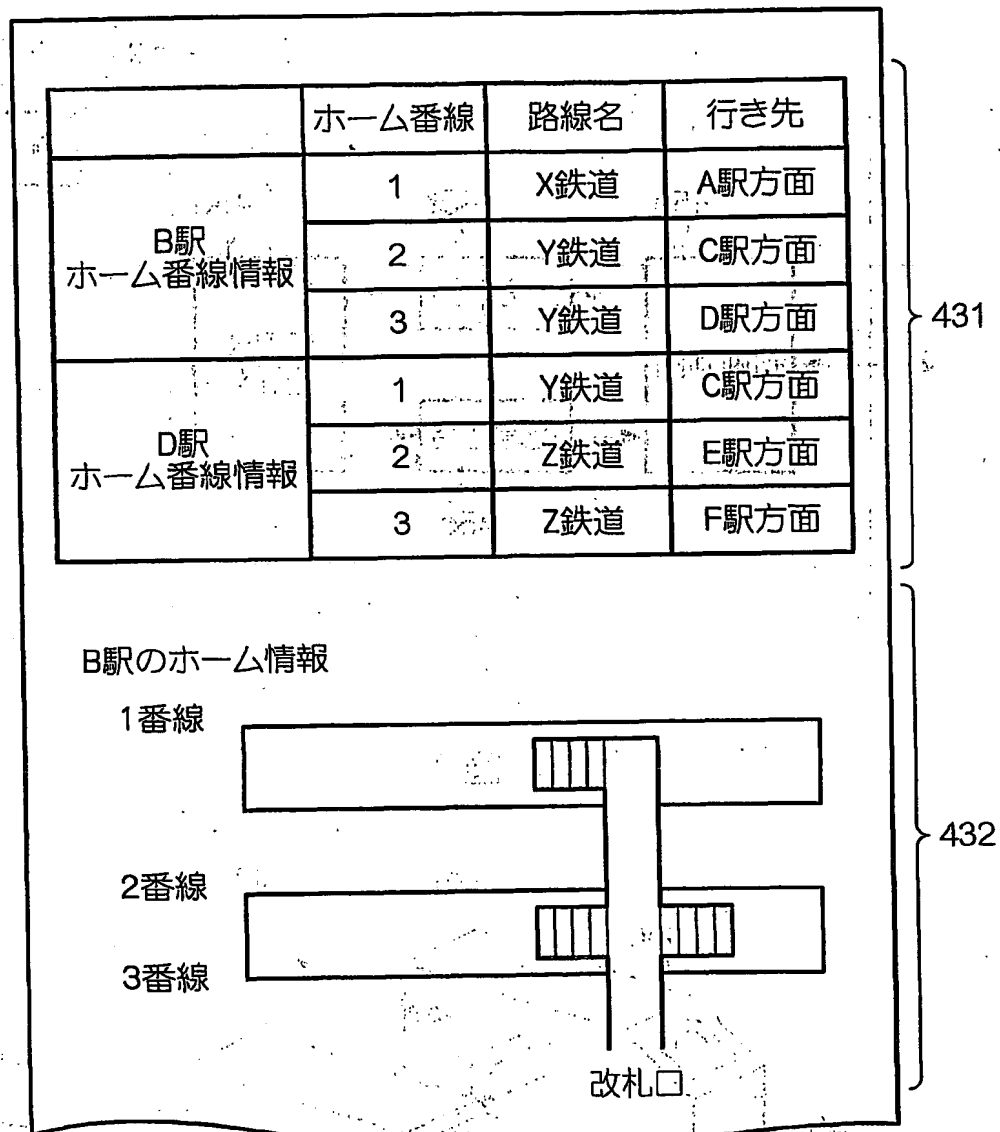 ホーム番線 路線名 行き先
B駅
ホーム番線情報
1 X鉄道 A駅方面
2 Y鉄道 C駅方面
3 Y鉄道 D駅方面
D駅
ホーム番線情報
1 Y鉄道 C駅方面
2 Z鉄道 E駅方面
3 Z鉄道 F駅方面
431
B駅のホーム情報
1番線
2番線
3番線
改札口
432